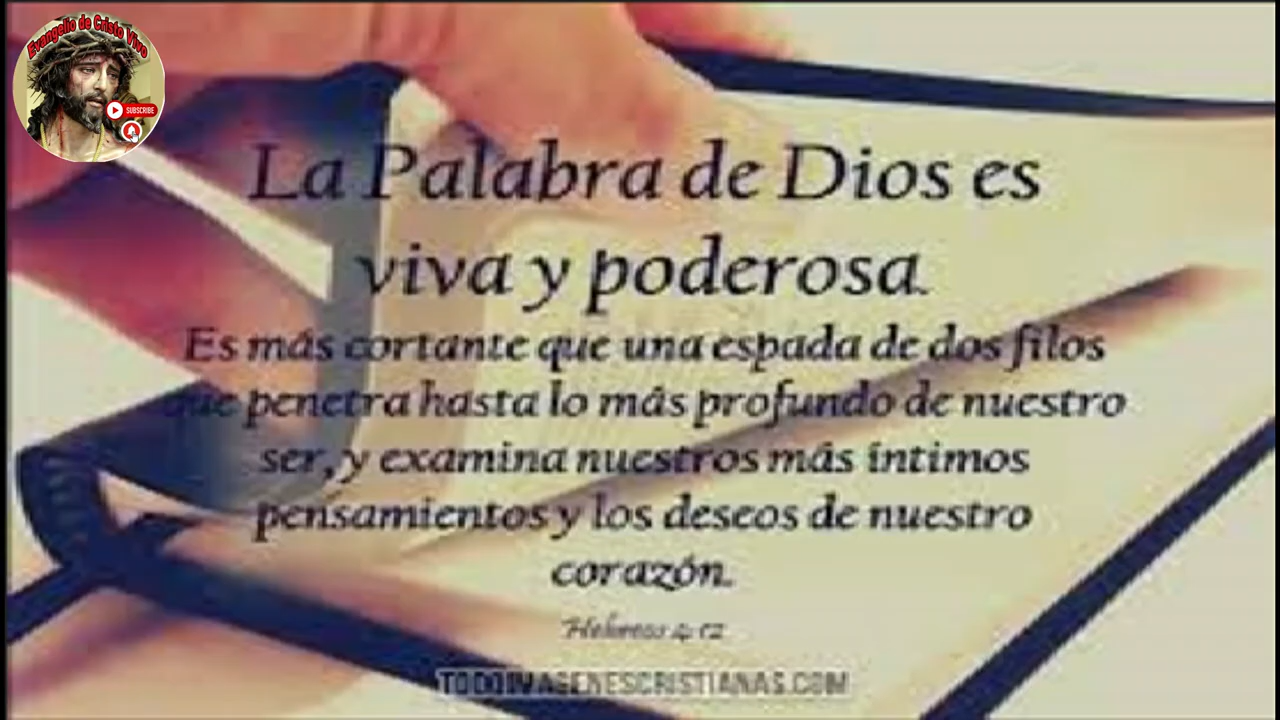 Evangelio de Cristo Vivo
SUBSCRIBE
La Palabra de Dios es
viva y poderosa.
Es más cortante que una espada de dos filos
que penetra hasta lo más profundo de nuestro
ser, y examina nuestros más íntimos
pensamientos y los deseos de nuestro
corazón.
Hebreos 4:12
TODOIMAGENESCRISTIANAS.COM